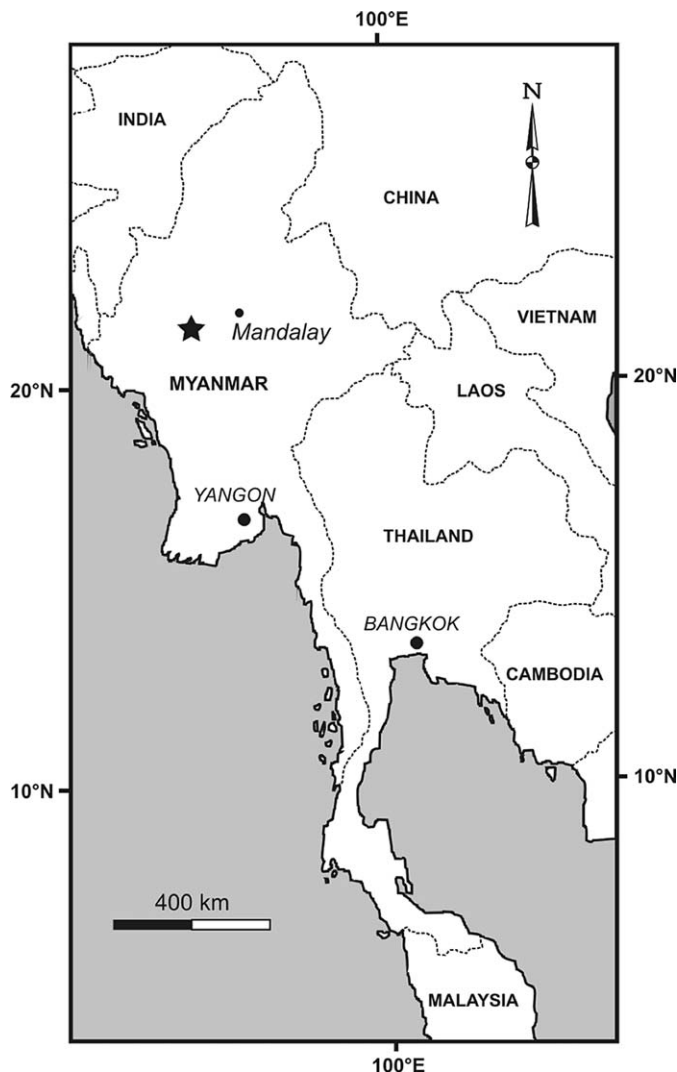 100°E
N
INDIA
CHINA
VIETNAM
Mandalay
20°N
MYANMAR
LAOS
20°N
YANGON
THAILAND
BANGKOK
CAMBODIA
10°N
10°N
400 km
MALAYSIA
100°E